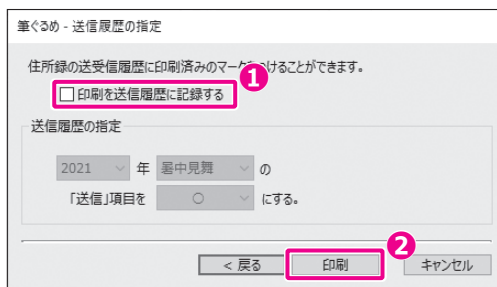 筆ぐるめ - 送信履歴の指定
住所録の送受信履歴に印刷済みのマークをつけることができます。
1
印刷を送信履歴に記録する
送信履歴の指定
2021 年 暑中見舞 の
「送信」項目を ○ にする。
2
< 戻る 印刷 キャンセル